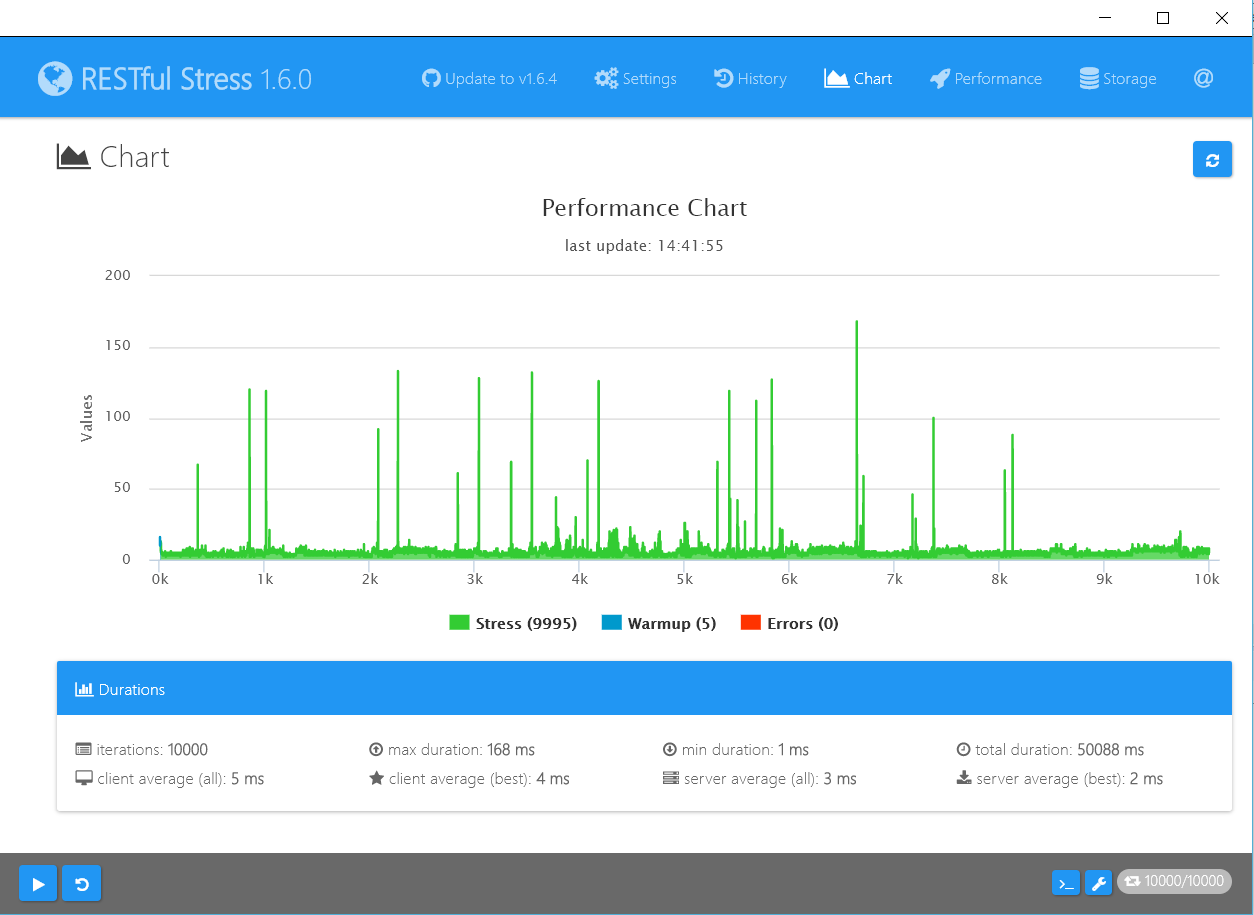 RESTful Stress 1.6.0 Update to v1.6.4 Settings History Chart Performance Storage @
Chart
Performance Chart
last update: 14:41:55
Values
200
150
100
50
0
0k 1k 2k 3k 4k 5k 6k 7k 8k 9k 10k
Stress (9995) Warmup (5) Errors (0)
Durations
iterations: 10000 max duration: 168 ms min duration: 1 ms total duration: 50088 ms
client average (all): 5 ms client average (best): 4 ms server average (all): 3 ms server average (best): 2 ms
10000/10000